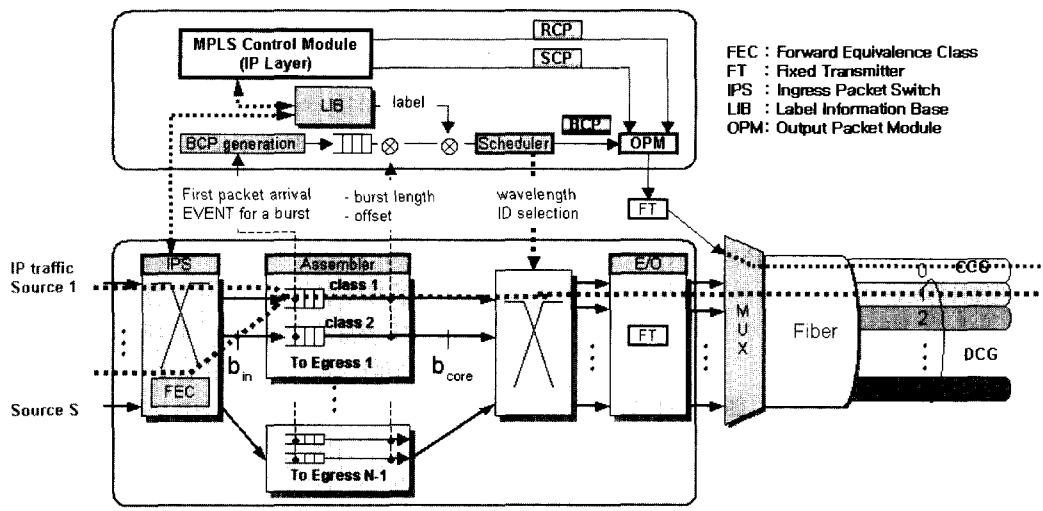 MPLS Control Module
(IP Layer)
RCP
SCP
LIB
label
BCP
BCP generation
Scheduler
OPM
FEC : Forward Equivalence Class
FT : Fixed Transmitter
IPS : Ingress Packet Switch
LIB : Label Information Base
OPM: Output Packet Module
First packet arrival
EVENT for a burst
- burst length
- offset
wavelength
ID selection
FT
IP traffic
Source 1
IPS
Assembler
E/O
class 1
class 2
To Egress 1
b in
b core
FEC
FT
Source S
To Egress N-1
MUX
Fiber
0
CCG
1
2
DCG